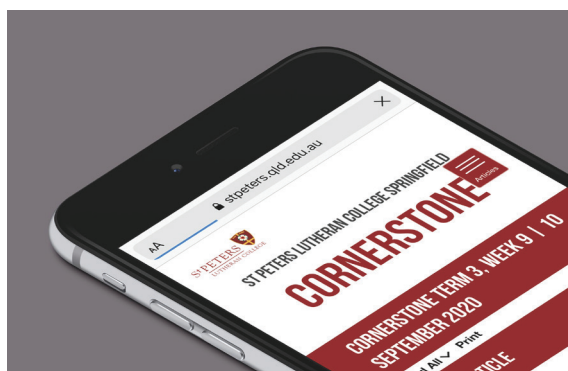 AA stpeters.qld.edu.au
ST PETERS
LUTHERAN COLLEGE
Articles
ST PETERS LUTHERAN COLLEGE SPRINGFIELD
CORNERSTONE
CORNERSTONE TERM 3, WEEK 9 | 10
SEPTEMBER 2020
All Print